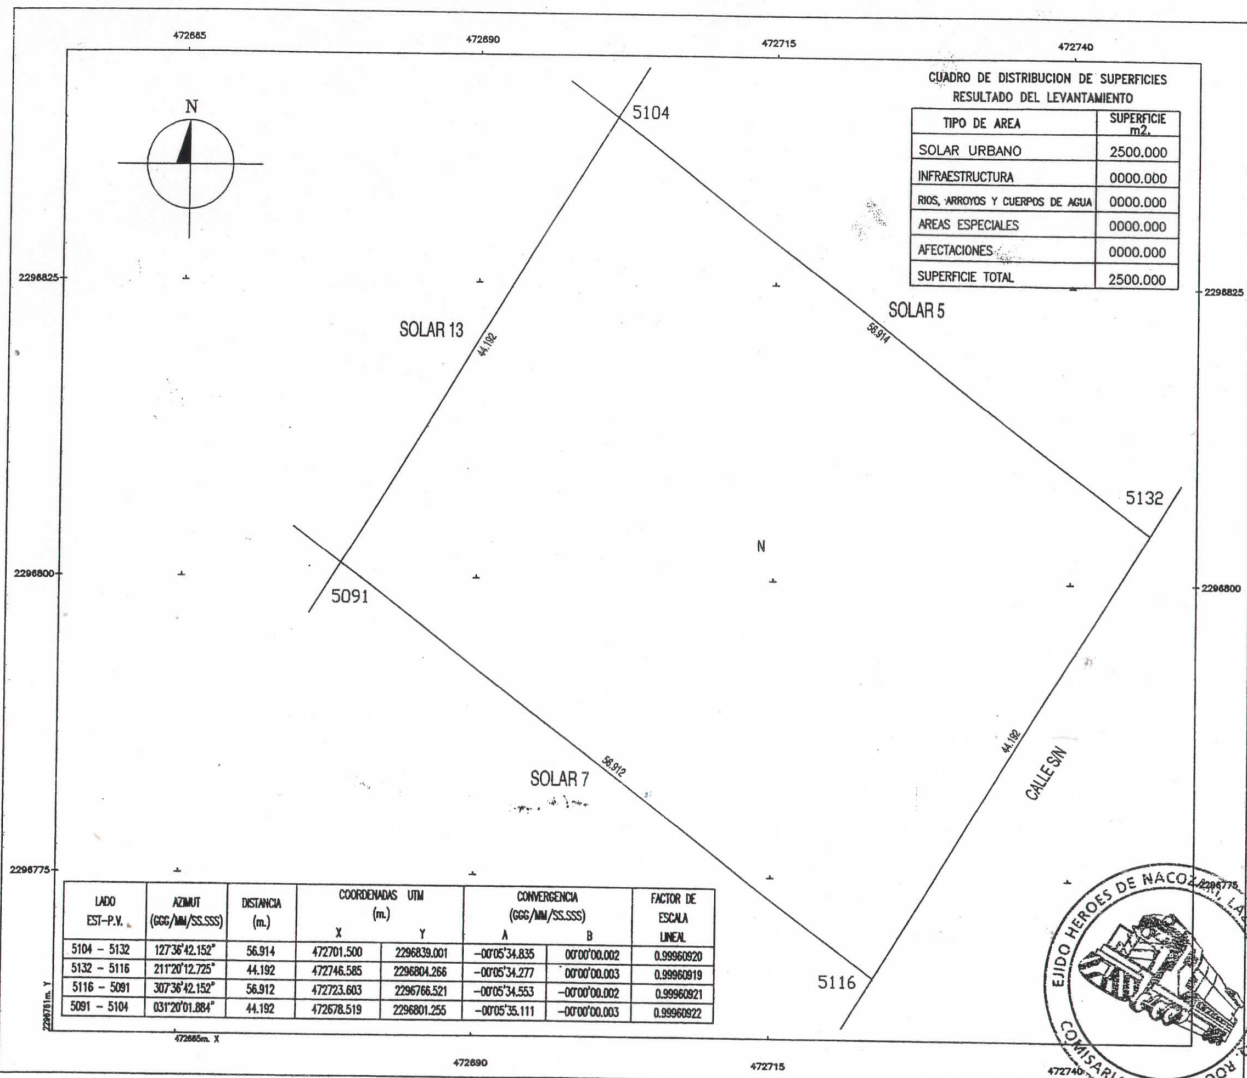 472665 472690 472715 472740
N
CUADRO DE DISTRIBUCION DE SUPERFICIES
RESULTADO DEL LEVANTAMIENTO
TIPO DE AREA SUPERFICIE m2.
SOLAR URBANO 2500.000
INFRAESTRUCTURA 0000.000
RIOS, ARROYOS Y CUERPOS DE AGUA 0000.000
AREAS ESPECIALES 0000.000
AFECTACIONES 0000.000
SUPERFICIE TOTAL 2500.000
5104
2296825 2296825
SOLAR 13
44.192
SOLAR 5
56.914
5132
N
2296800 2296800
5091
SOLAR 7
56.912
44.192
CALLE S/N
2296775 2296775
5116
LADO EST-P.V. AZIMUT (GGG/MM/SS.SSS) DISTANCIA (m.) COORDENADAS UTM (m.) X Y CONVERGENCIA (GGG/MM/SS.SSS) A B FACTOR DE ESCALA LINEAL
5104 - 5132 127°36'42.152" 56.914 472701.500 2296839.001 -00°05'34.835 00°00'00.002 0.99960920
5132 - 5116 211°20'12.725" 44.192 472746.585 2296804.266 -00°05'34.277 00°00'00.003 0.99960919
5116 - 5091 307°36'42.152" 56.912 472723.603 2296766.521 -00°05'34.553 -00°00'00.002 0.99960921
5091 - 5104 031°20'01.884" 44.192 472678.519 2296801.255 -00°05'35.111 -00°00'00.003 0.99960922
2296761m. Y
472665m. X 472690 472715 472740
EJIDO HEROES DE NACOZARI, LAZ
COMISARI